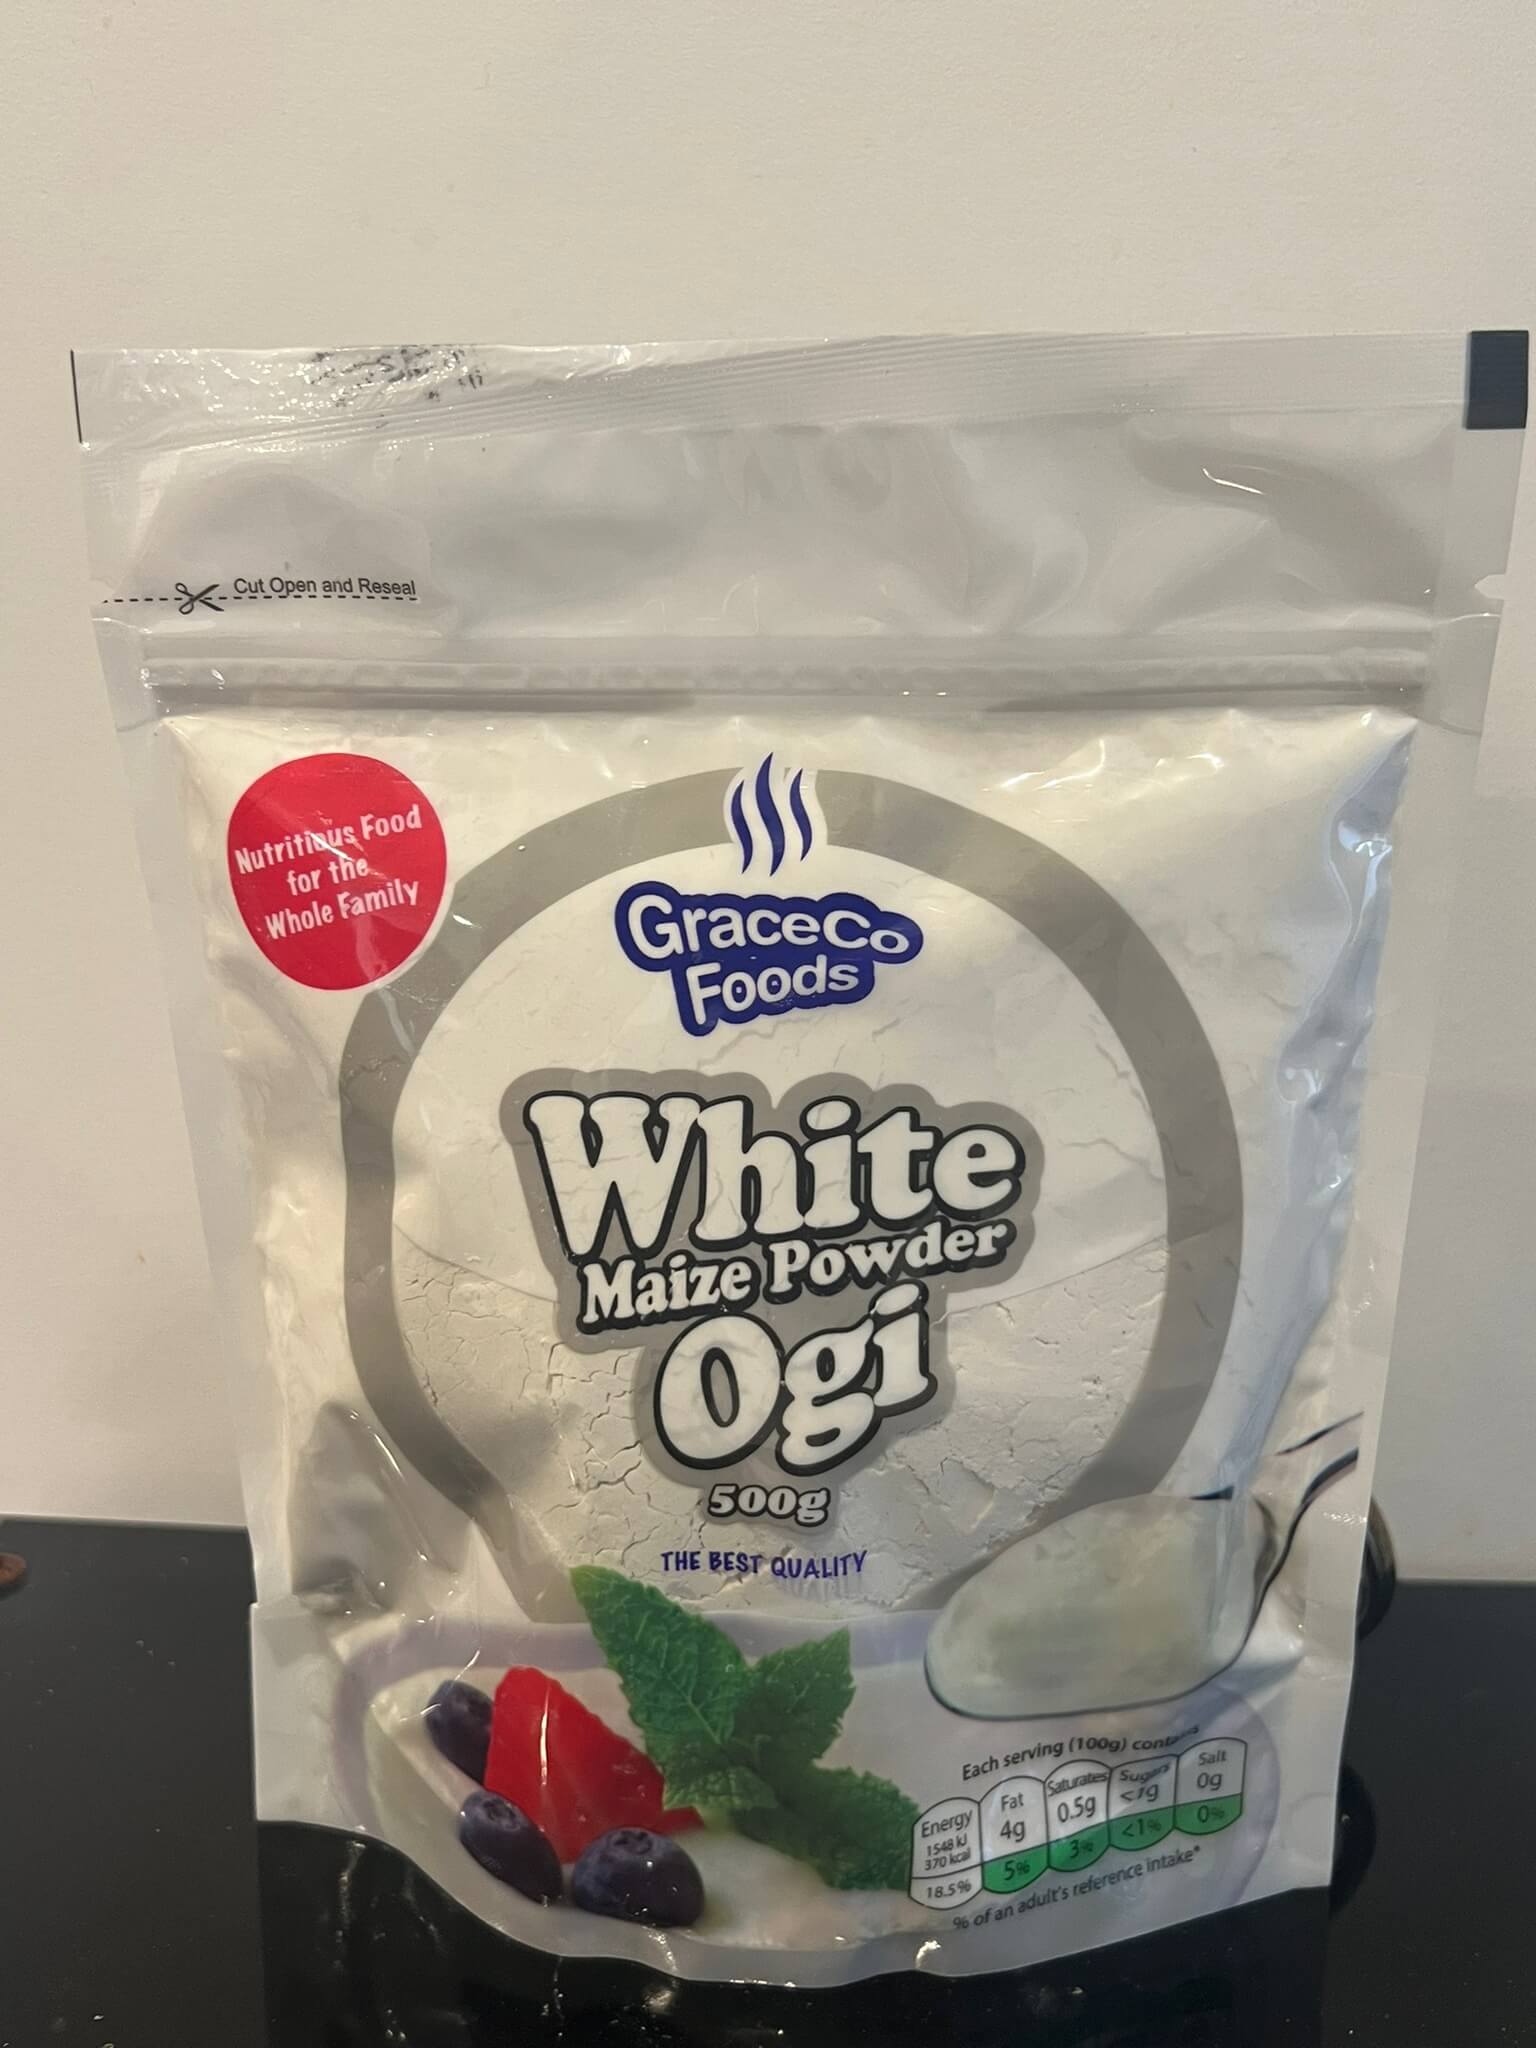 Cut Open and Reseal
Nutritious Food
for the
Whole Family
GraceCo
Foods
White
Maize Powder
Ogi
500g
THE BEST QUALITY
Each serving (100g) contains
Energy
1548 kJ
370 kcal
18.5%
Fat
4g
5%
Saturates
0.5g
3%
Sugars
<1g
<1%
Salt
0g
0%
% of an adult's reference intake*